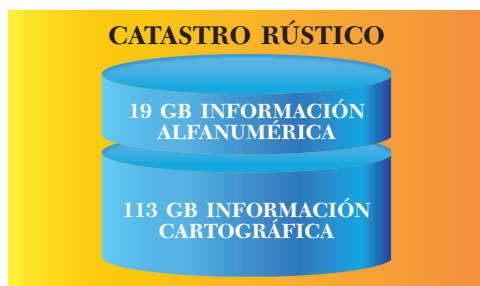 CATASTRO RÚSTICO
19 GB INFORMACIÓN
ALFANUMÉRICA
113 GB INFORMACIÓN
CARTOGRÁFICA